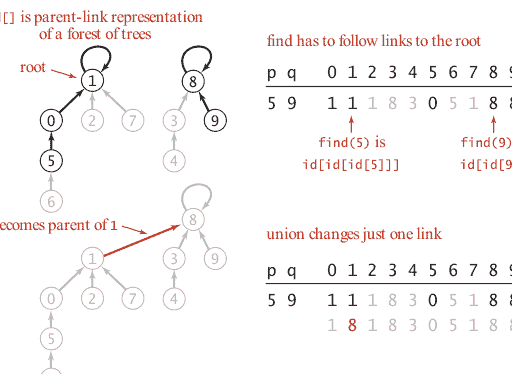 [] is parent-link representation
of a forest of trees
root
1
8
0
2
7
3
9
5
4
6
becomes parent of 1
8
1
3
9
0
2
7
4
5
find has to follow links to the root
p q 0 1 2 3 4 5 6 7 8 9
5 9 1 1 1 8 3 0 5 1 8 8
find(5) is find(9)
id[id[id[5]]] id[id[9
union changes just one link
p q 0 1 2 3 4 5 6 7 8 9
5 9 1 1 1 8 3 0 5 1 8 8
1 8 1 8 3 0 5 1 8 8